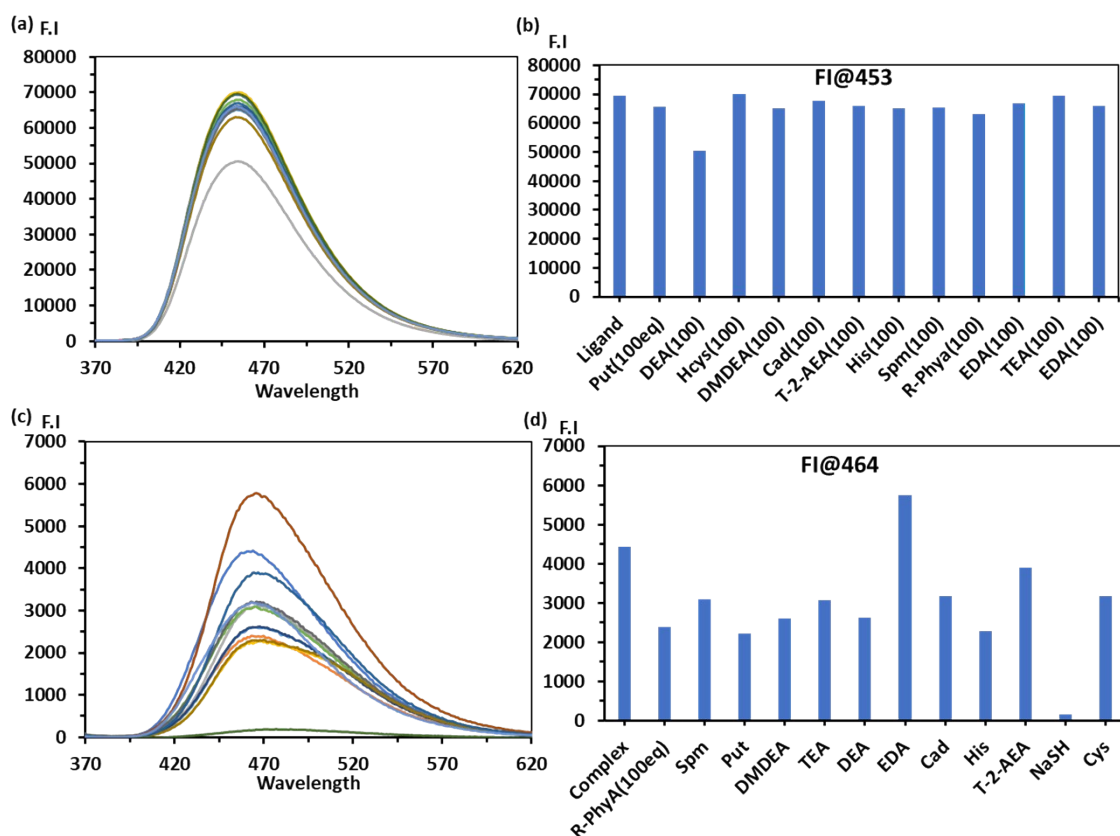 (a)
F.I
80000
70000
60000
50000
40000
30000
20000
10000
0
370
420
470
520
570
620
Wavelength
(b)
F.I
FI@453
80000
70000
60000
50000
40000
30000
20000
10000
0
Ligand
Put(100eq)
DEA(100)
Hcys(100)
DMDEA(100)
Cad(100)
T-2-AEA(100)
His(100)
Spm(100)
R-Phya(100)
EDA(100)
TEA(100)
EDA(100)
(c)
F.I
7000
6000
5000
4000
3000
2000
1000
0
370
420
470
520
570
620
Wavelength
(d)
F.I
FI@464
7000
6000
5000
4000
3000
2000
1000
0
Complex
R-PhyA(100eq)
Spm
Put
DMDEA
TEA
DEA
EDA
Cad
His
T-2-AEA
NaSH
Cys